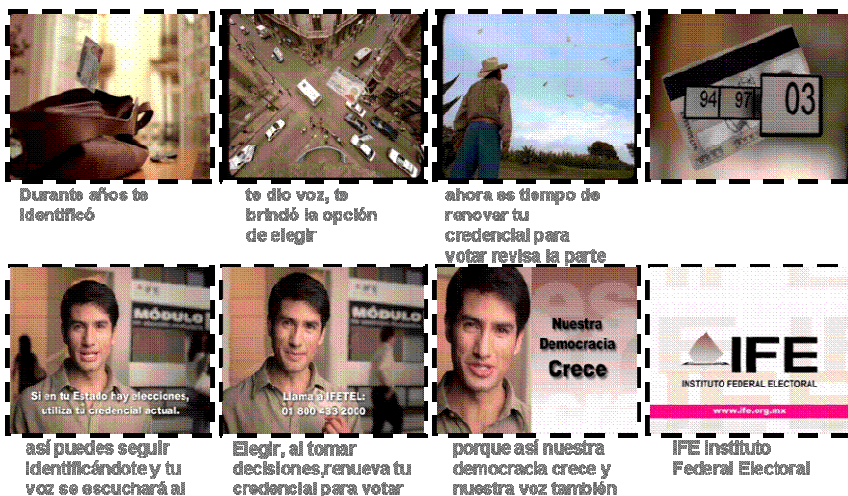 94 97 03
Durante años te
identificó
te dio voz, te
brindó la opción
de elegir
ahora es tiempo de
renovar tu
credencial para
votar revisa la parte
MÓDULO
Si en tu Estado hay elecciones,
utiliza tu credencial actual.
MÓDULO
Llama a IFETEL:
01 800 433 2000
Nuestra
Democracia
Crece
IFE
INSTITUTO FEDERAL ELECTORAL
www.ife.org.mx
así puedes seguir
identificándote y tu
voz se escuchará al
Elegir, al tomar
decisiones,renueva tu
credencial para votar
porque así nuestra
democracia crece y
nuestra voz también
IFE Instituto
Federal Electoral